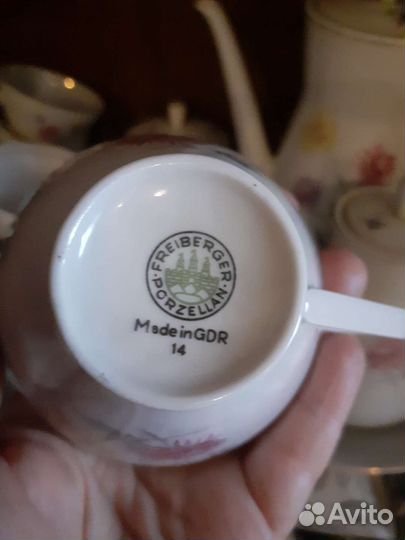 FREIBERGER
PORZELLAN
Made in GDR
14
Avito